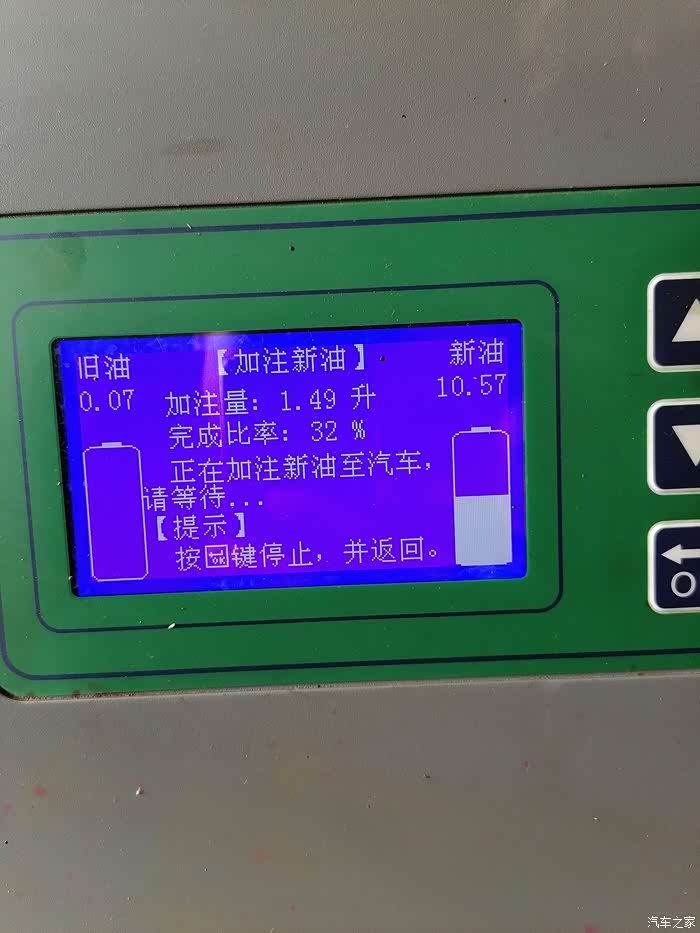 旧油 【加注新油】 新油
0.07 加注量: 1.49 升 10.57
完成比率: 32 %
正在加注新油至汽车,
请等待...
【提示】
按OK键停止, 并返回。
汽车之家